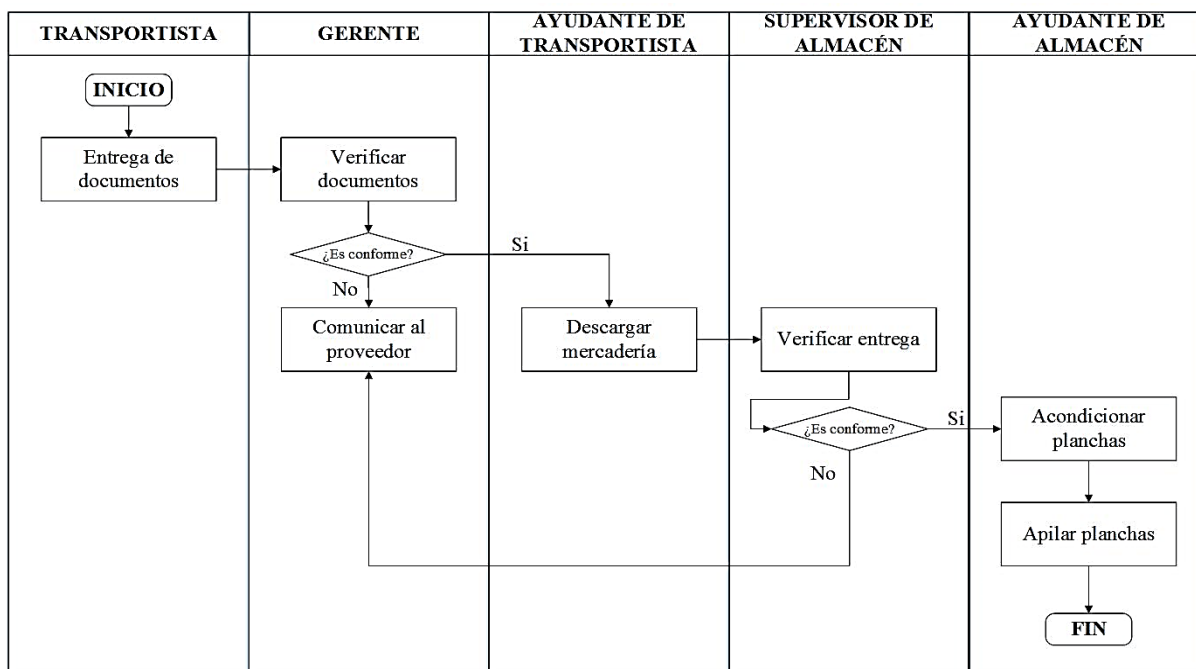 TRANSPORTISTA
GERENTE
AYUDANTE DE
TRANSPORTISTA
SUPERVISOR DE
ALMACÉN
AYUDANTE DE
ALMACÉN
INICIO
Entrega de
documentos
Verificar
documentos
¿Es conforme?
Si
No
Comunicar al
proveedor
Descargar
mercadería
Verificar entrega
¿Es conforme?
Si
No
Acondicionar
planchas
Apilar planchas
FIN